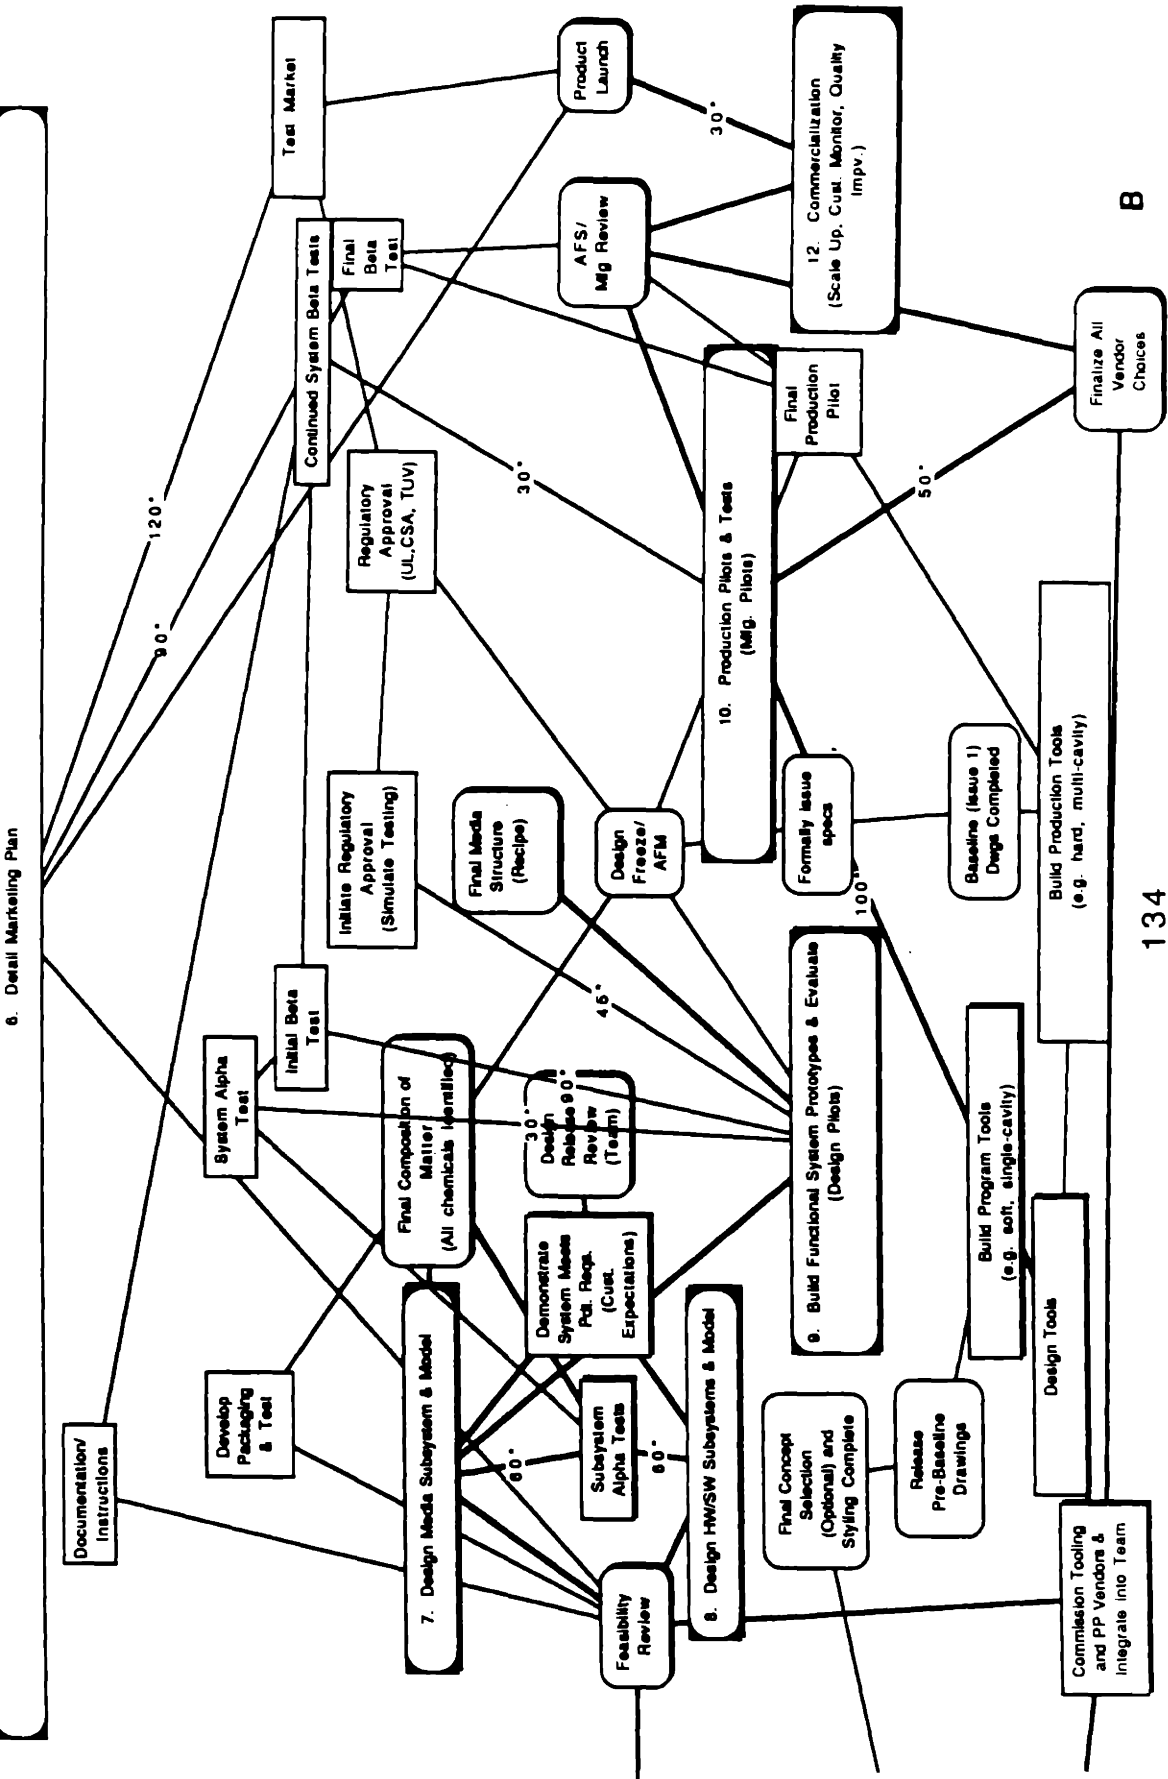 6. Detail Marketing Plan
Documentation/
Instructions
Develop
Packaging
& Test
System Alpha
Test
Initial Beta
Test
Continued System Beta Tests
Final
Beta
Test
Test Market
120°
90°
Initiate Regulatory
Approval
(Simulate Testing)
Regulatory
Approval
(UL,CSA, TUV)
7. Design Media Subsystem & Model
Final Composition of
Matter
(All chemicals identified)
Final Media
Structure
(Recipe)
30°
Design
Release 90°
Review
(Team)
45°
30°
Demonstrate
System Meets
Pdt. Reqs.
(Cust.
Expectations)
Subsystem
Alpha Tests
60°
60°
Feasibility
Review
Design
Freeze/
AFM
AFS/
Mfg Review
Product
Launch
30°
8. Design HW/SW Subsystems & Model
10. Production Pilots & Tests
(Mfg. Pilots)
Final
Production
Pilot
Final Concept
Selection
(Optional) and
Styling Complete
9. Build Functional System Prototypes & Evaluate
(Design Pilots)
Formally Issue
specs
100°
50°
12. Commercialization
(Scale Up, Cust. Monitor, Quality
Impv.)
Release
Pre-Baseline
Drawings
Build Program Tools
(e.g. soft, single-cavity)
Baseline (Issue 1)
Dwgs Completed
Design Tools
Build Production Tools
(e.g. hard, multi-cavity)
Finalize All
Vendor
Choices
Commission Tooling
and PP Vendors &
Integrate into Team
134
B